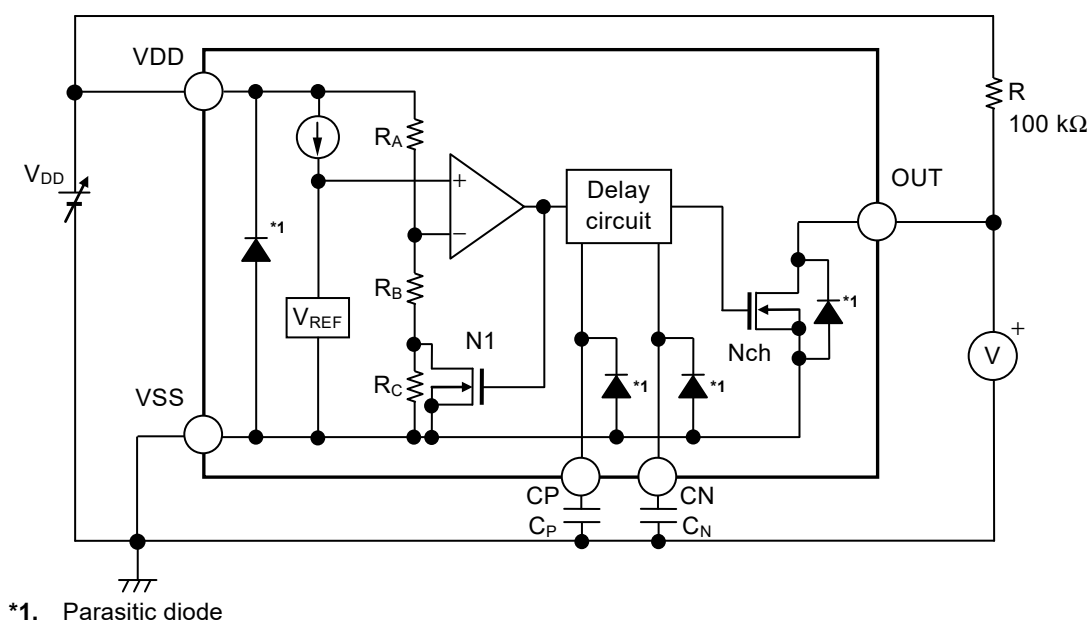 VDD
R
100 kΩ
RA
VDD
*1
+
−
Delay
circuit
OUT
RB
VREF
N1
Nch
*1
+
V
VSS
RC
*1
*1
CP
CN
CP
CN
*1. Parasitic diode